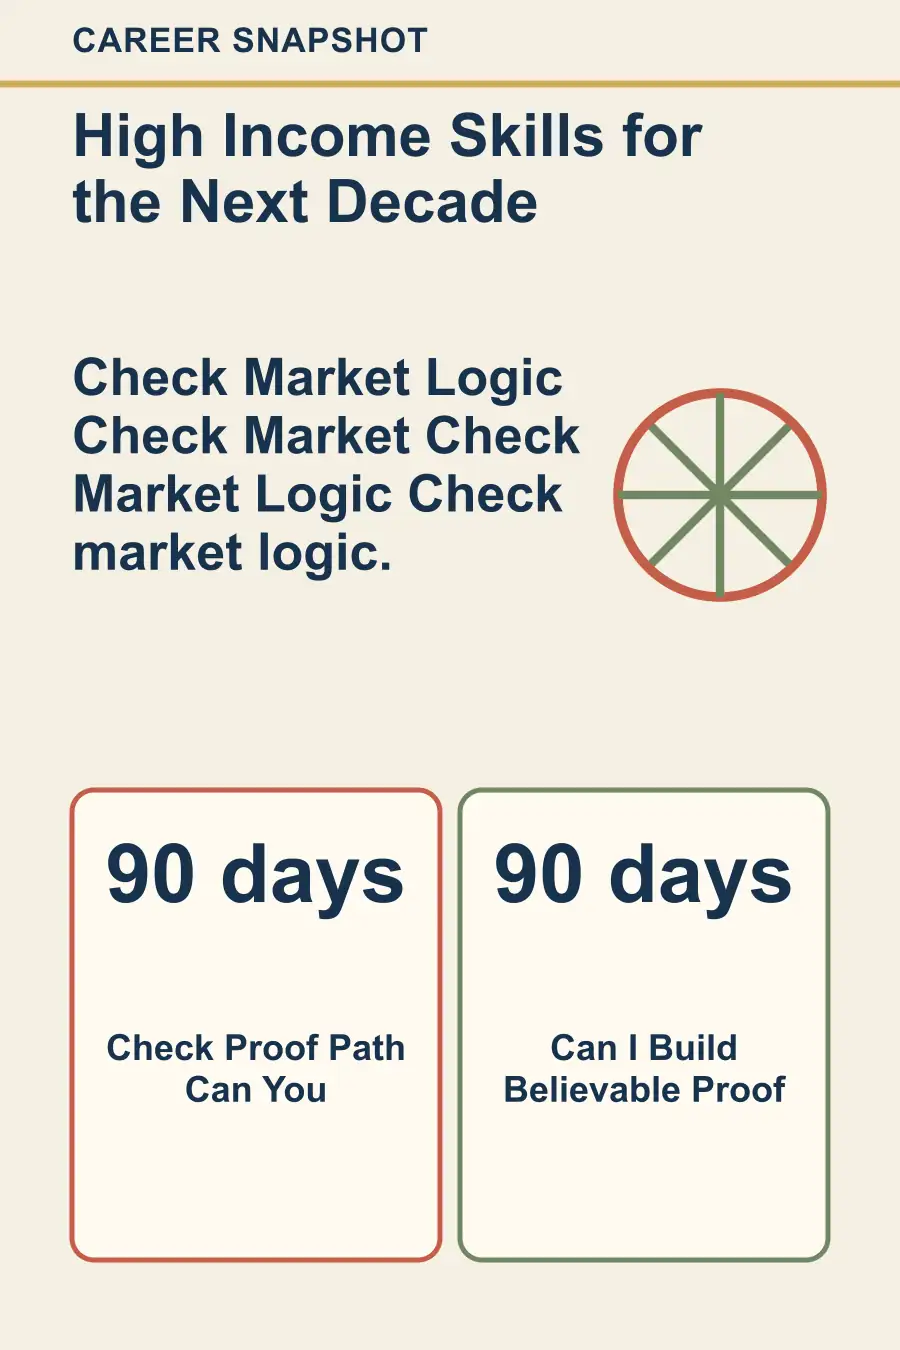 CAREER SNAPSHOT
High Income Skills for
the Next Decade
Check Market Logic
Check Market Check
Market Logic Check
market logic.
90 days
Check Proof Path
Can You
90 days
Can I Build
Believable Proof